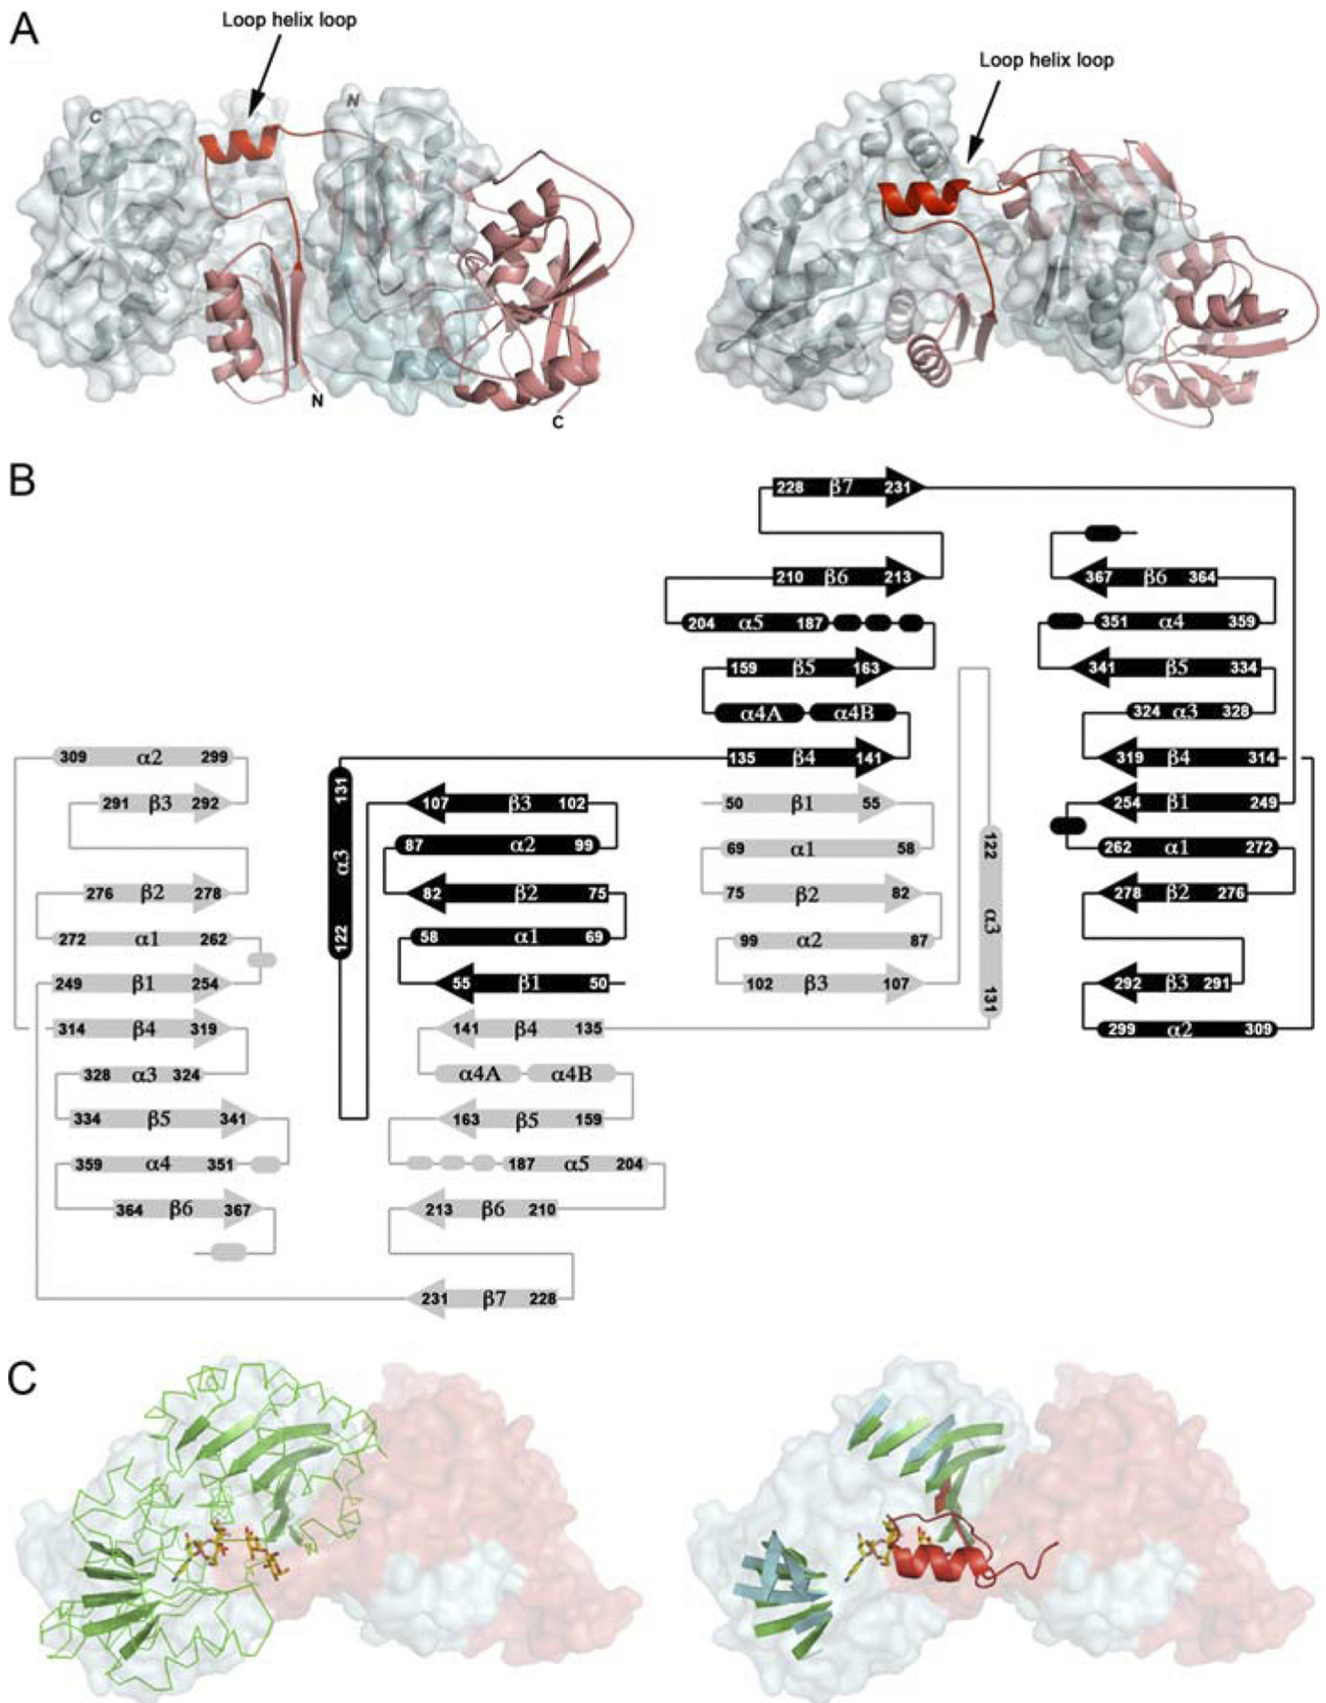 A
Loop helix loop
Loop helix loop
C
N
N
C
B
228 β7 231
210 β6 213
367 β6 364
204 α5 187
351 α4 359
159 β5 163
341 β5 334
α4A α4B
324 α3 328
309 α2 299
131
135 β4 141
319 β4 314
291 β3 292
107 β3 102
50 β1 55
254 β1 249
α3
87 α2 99
69 α1 58
122
262 α1 272
276 β2 278
82 β2 75
75 β2 82
α3
278 β2 276
272 α1 262
122
58 α1 69
99 α2 87
249 β1 254
55 β1 50
102 β3 107
131
292 β3 291
314 β4 319
141 β4 135
299 α2 309
328 α3 324
α4A α4B
334 β5 341
163 β5 159
359 α4 351
187 α5 204
364 β6 367
213 β6 210
231 β7 228
C